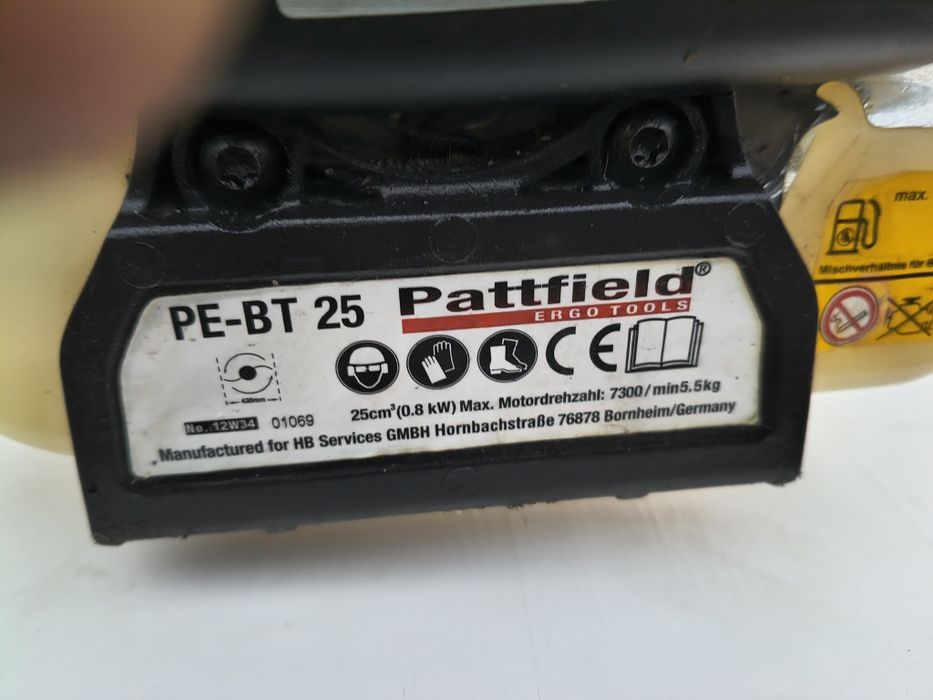 PE-BT 25
Pattfield®
ERGO TOOLS
430mm
No.:12W34 01069
25cm³(0.8 kW) Max. Motordrehzahl: 7300/min5.5kg
Manufactured for HB Services GMBH Hornbachstraße 76878 Bornheim/Germany
max.
Mischverhältnis für